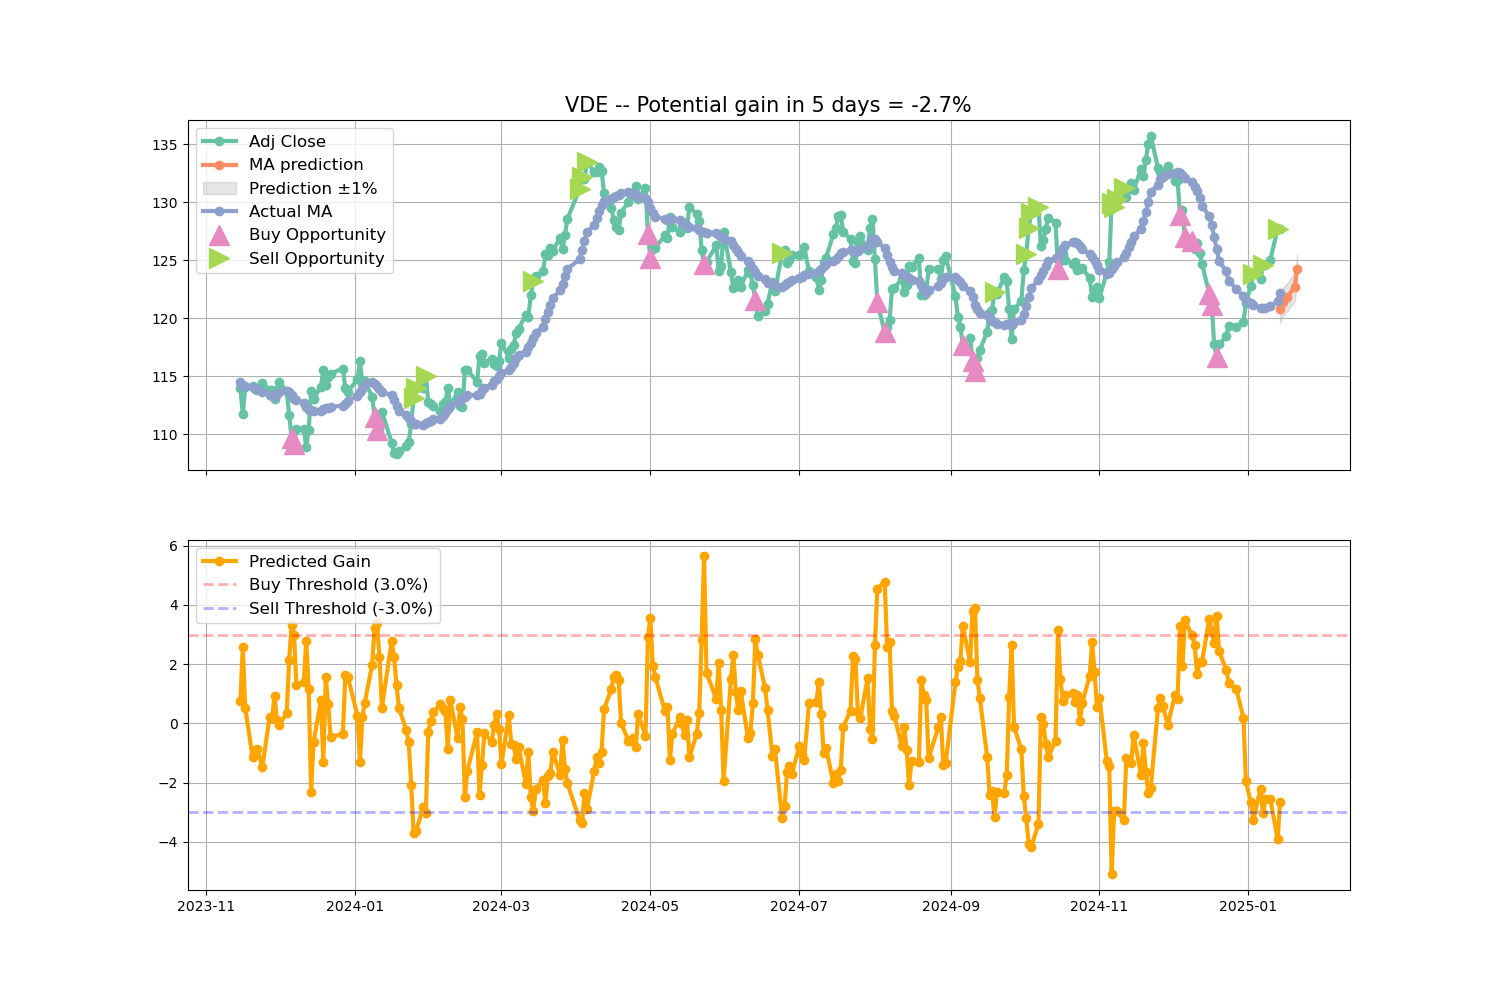 VDE -- Potential gain in 5 days = -2.7%
135
130
125
120
115
110
Adj Close
MA prediction
Prediction ±1%
Actual MA
Buy Opportunity
Sell Opportunity
6
4
2
0
−2
−4
Predicted Gain
Buy Threshold (3.0%)
Sell Threshold (-3.0%)
2023-11
2024-01
2024-03
2024-05
2024-07
2024-09
2024-11
2025-01